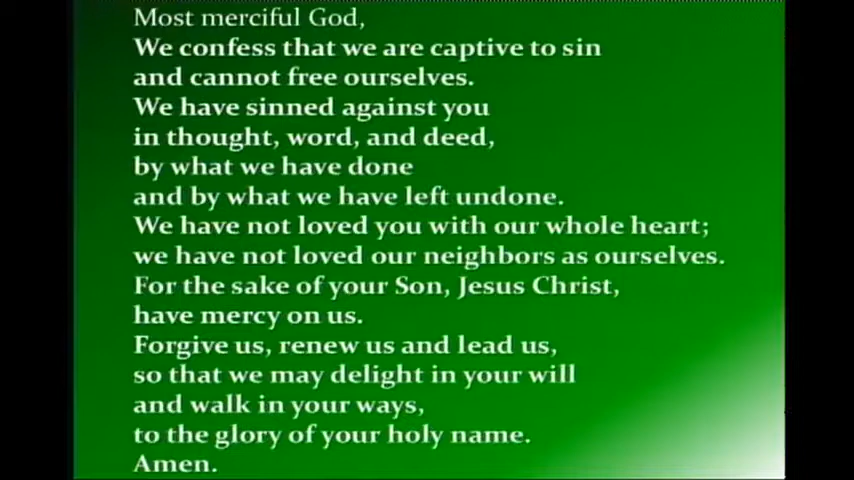 Most merciful God,
We confess that we are captive to sin
and cannot free ourselves.
We have sinned against you
in thought, word, and deed,
by what we have done
and by what we have left undone.
We have not loved you with our whole heart;
we have not loved our neighbors as ourselves.
For the sake of your Son, Jesus Christ,
have mercy on us.
Forgive us, renew us and lead us,
so that we may delight in your will
and walk in your ways,
to the glory of your holy name.
Amen.